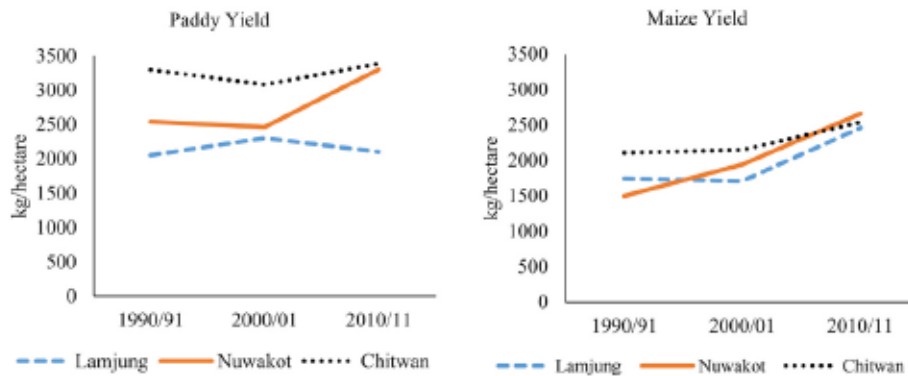 Paddy Yield
kg/hectare
3500
3000
2500
2000
1500
1000
500
0
1990/91 2000/01 2010/11
Lamjung Nuwakot Chitwan
Maize Yield
kg/hectare
3500
3000
2500
2000
1500
1000
500
0
1990/91 2000/01 2010/11
Lamjung Nuwakot Chitwan